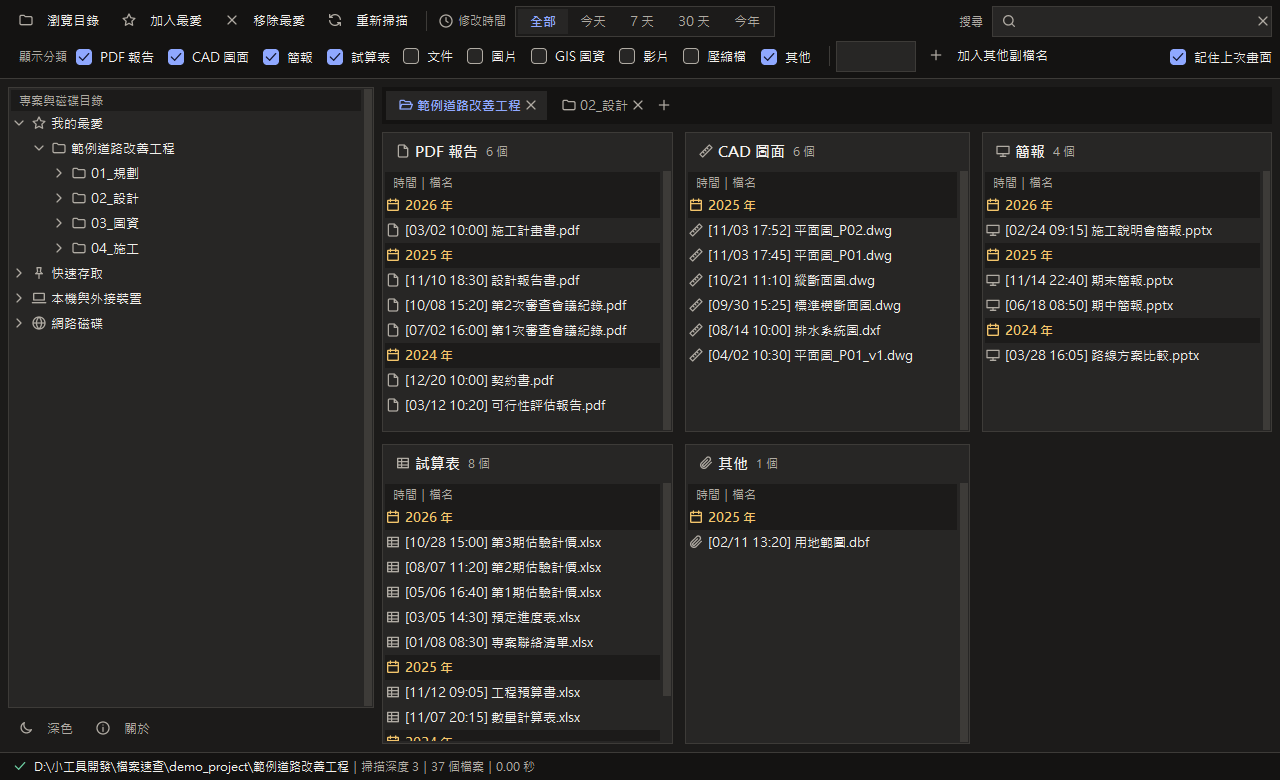 瀏覽目錄 加入最愛 移除最愛 重新掃描 修改時間 全部 今天 7 天 30 天 今年 搜尋
顯示分類 PDF 報告 CAD 圖面 簡報 試算表 文件 圖片 GIS 圖資 影片 壓縮檔 其他 加入其他副檔名 記住上次畫面
專案與磁碟目錄
我的最愛
範例道路改善工程
01_規劃
02_設計
03_圖資
04_施工
快速存取
本機與外接裝置
網路磁碟
深色 關於
範例道路改善工程 02_設計
PDF 報告 6 個
時間 | 檔名
2026 年
[03/02 10:00] 施工計畫書.pdf
2025 年
[11/10 18:30] 設計報告書.pdf
[10/08 15:20] 第2次審查會議紀錄.pdf
[07/02 16:00] 第1次審查會議紀錄.pdf
2024 年
[12/20 10:00] 契約書.pdf
[03/12 10:20] 可行性評估報告.pdf
CAD 圖面 6 個
時間 | 檔名
2025 年
[11/03 17:52] 平面圖_P02.dwg
[11/03 17:45] 平面圖_P01.dwg
[10/21 11:10] 縱斷面圖.dwg
[09/30 15:25] 標準橫斷面圖.dwg
[08/14 10:00] 排水系統圖.dxf
[04/02 10:30] 平面圖_P01_v1.dwg
簡報 4 個
時間 | 檔名
2026 年
[02/24 09:15] 施工說明會簡報.pptx
2025 年
[11/14 22:40] 期末簡報.pptx
[06/18 08:50] 期中簡報.pptx
2024 年
[03/28 16:05] 路線方案比較.pptx
試算表 8 個
時間 | 檔名
2026 年
[10/28 15:00] 第3期估驗計價.xlsx
[08/07 11:20] 第2期估驗計價.xlsx
[05/06 16:40] 第1期估驗計價.xlsx
[03/05 14:30] 預定進度表.xlsx
[01/08 08:30] 專案聯絡清單.xlsx
2025 年
[11/12 09:05] 工程預算書.xlsx
[11/07 20:15] 數量計算表.xlsx
2024 年
其他 1 個
時間 | 檔名
2025 年
[02/11 13:20] 用地範圍.dbf
D:\小工具開發\檔案速查\demo_project\範例道路改善工程 | 掃描深度 3 | 37 個檔案 | 0.00 秒